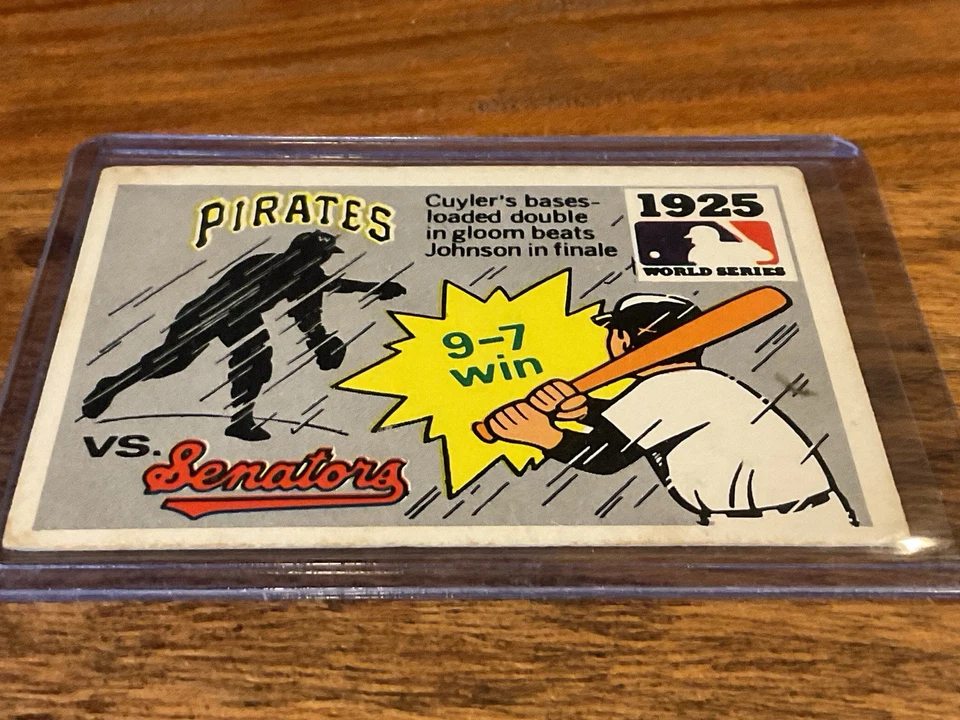 PIRATES
Cuyler's bases-
loaded double
in gloom beats
Johnson in finale
1925
WORLD SERIES
9-7
win
VS.
Senators